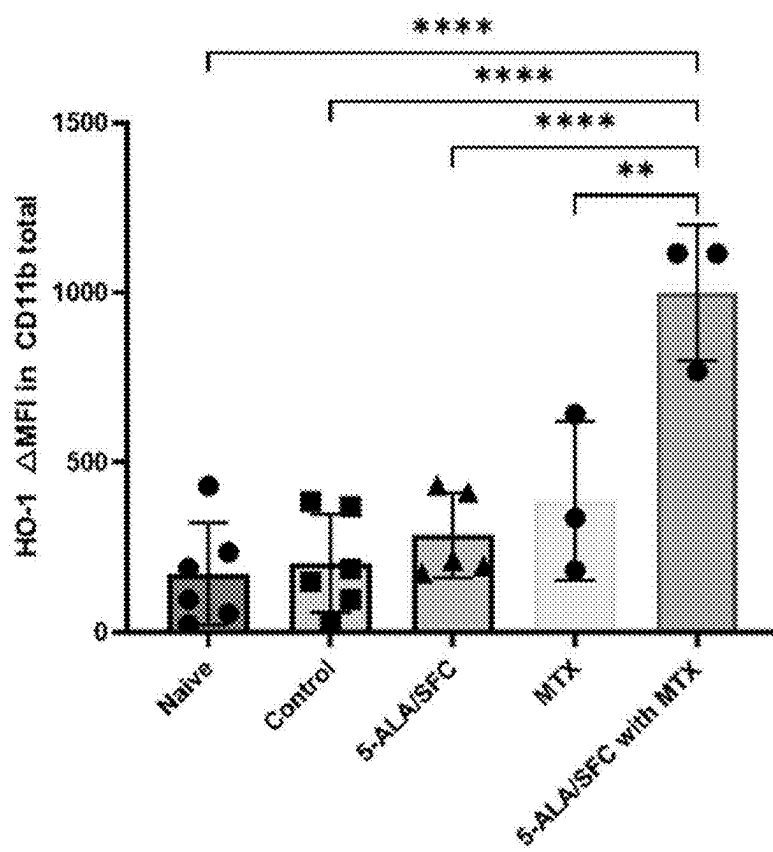 ****
****
****
**
1500
1000
500
0
HO-1 △MFI in CD11b total
Naive
Control
5-ALA/SFC
MTX
5-ALA/SFC with MTX